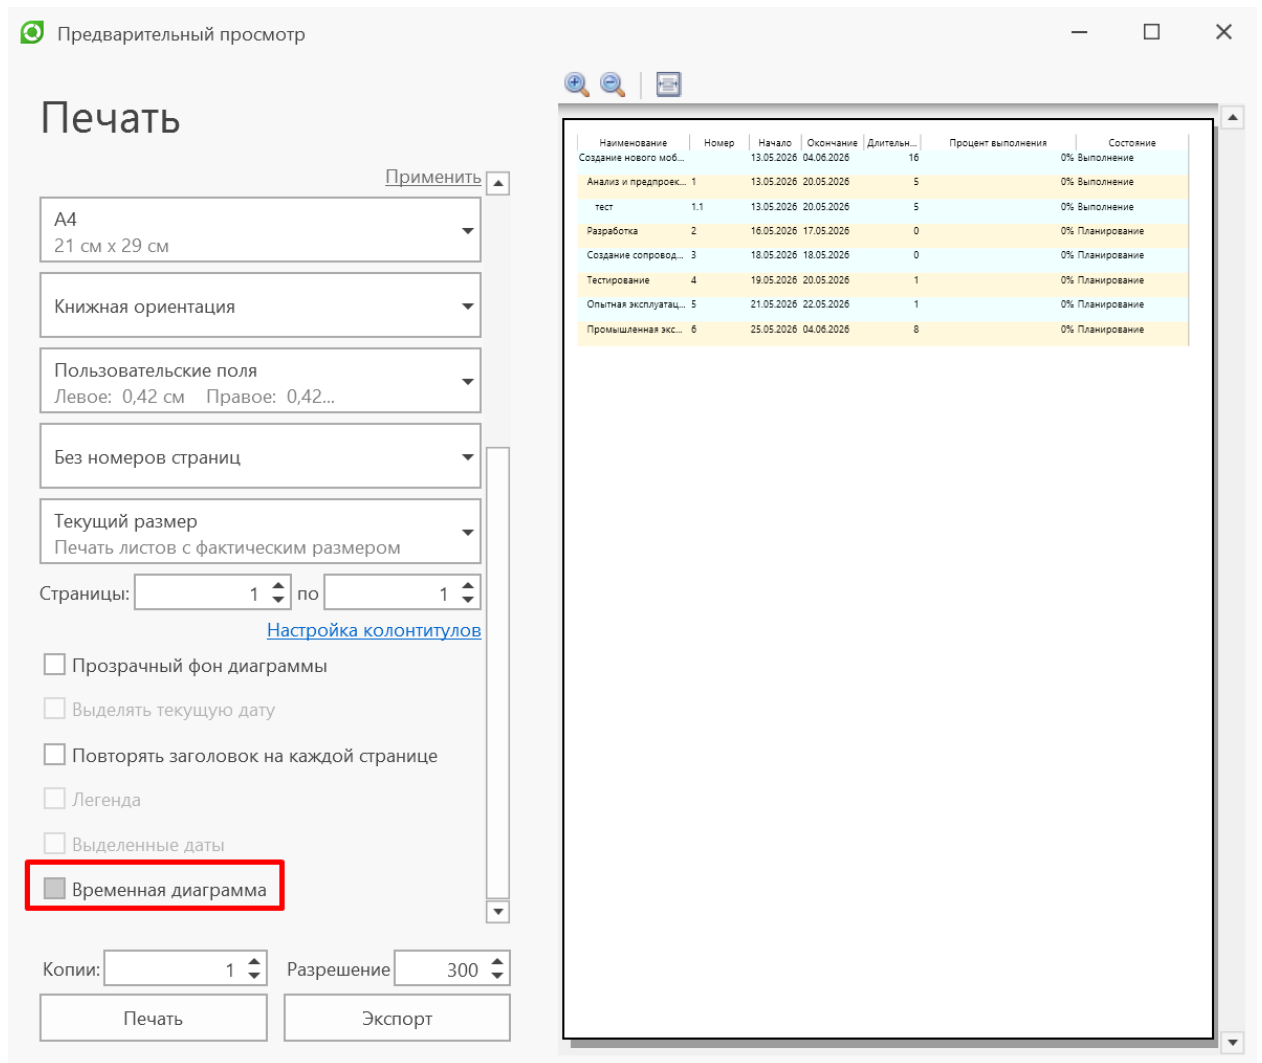 Предварительный просмотр
Печать
Применить
A4
21 см x 29 см
Книжная ориентация
Пользовательские поля
Левое: 0,42 см Правое: 0,42...
Без номеров страниц
Текущий размер
Печать листов с фактическим размером
Страницы: 1 по 1
Настройка колонтитулов
Прозрачный фон диаграммы
Выделять текущую дату
Повторять заголовок на каждой странице
Легенда
Выделенные даты
Временная диаграмма
Копии: 1 Разрешение 300
Печать Экспорт
Наименование Номер Начало Окончание Длительн... Процент выполнения Состояние
Создание нового моб... 13.05.2026 04.06.2026 16 0% Выполнение
Анализ и предпроек... 1 13.05.2026 20.05.2026 5 0% Выполнение
тест 1.1 13.05.2026 20.05.2026 5 0% Выполнение
Разработка 2 16.05.2026 17.05.2026 0 0% Планирование
Создание сопровод... 3 18.05.2026 18.05.2026 0 0% Планирование
Тестирование 4 19.05.2026 20.05.2026 1 0% Планирование
Опытная эксплуатац... 5 21.05.2026 22.05.2026 1 0% Планирование
Промышленная экс... 6 25.05.2026 04.06.2026 8 0% Планирование